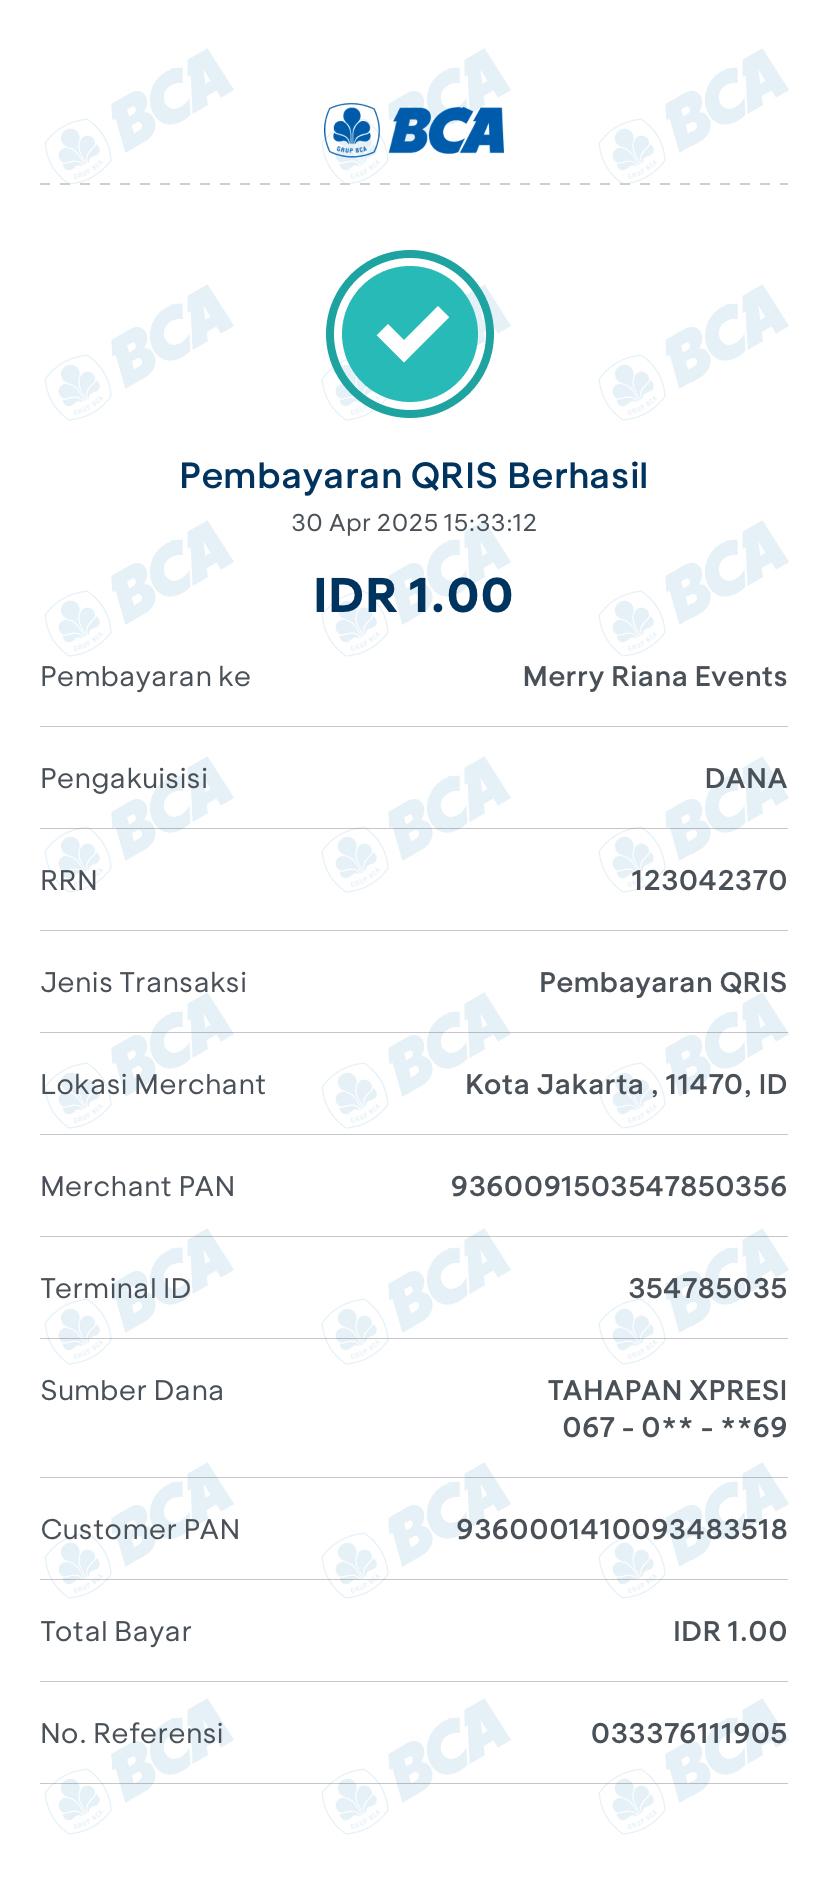 GRUP BCA BCA
Pembayaran QRIS Berhasil
30 Apr 2025 15:33:12
IDR 1.00
Pembayaran ke Merry Riana Events
Pengakuisisi DANA
RRN 123042370
Jenis Transaksi Pembayaran QRIS
Lokasi Merchant Kota Jakarta , 11470, ID
Merchant PAN 9360091503547850356
Terminal ID 354785035
Sumber Dana TAHAPAN XPRESI
067 - 0** - **69
Customer PAN 9360001410093483518
Total Bayar IDR 1.00
No. Referensi 033376111905